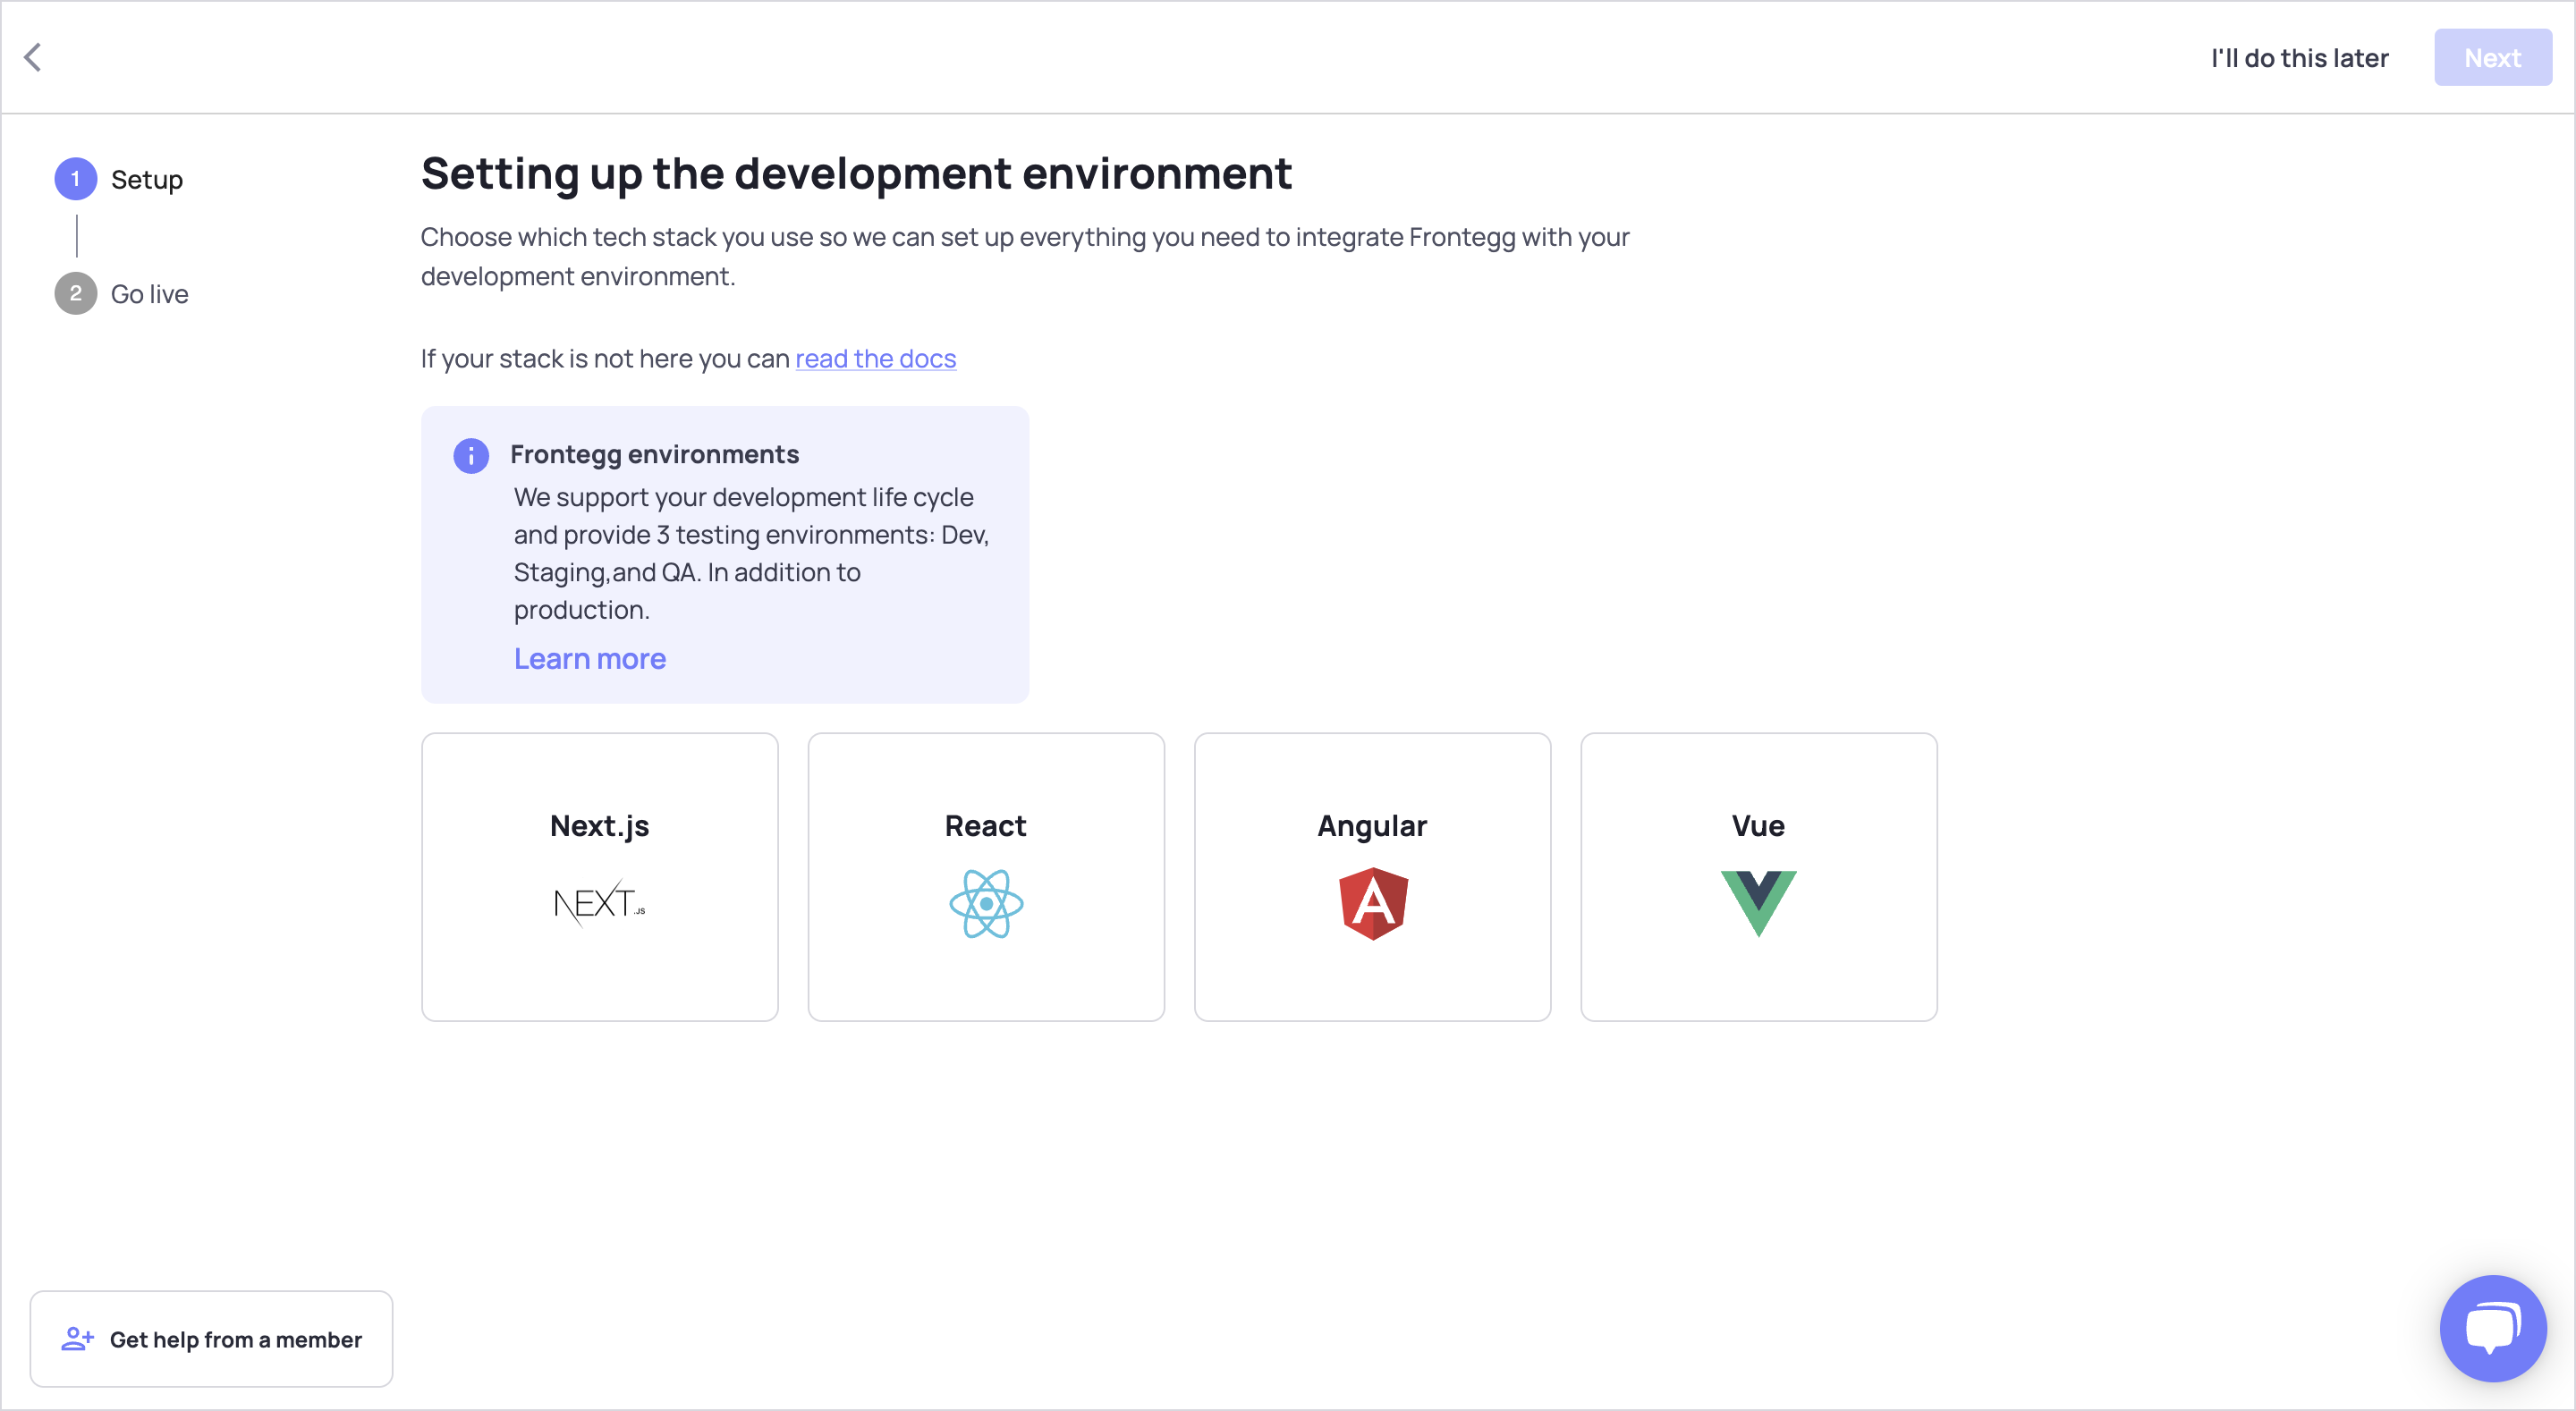 I'll do this later
Next
1 Setup
2 Go live
Setting up the development environment
Choose which tech stack you use so we can set up everything you need to integrate Frontegg with your
development environment.
If your stack is not here you can read the docs
Frontegg environments
We support your development life cycle
and provide 3 testing environments: Dev,
Staging,and QA. In addition to
production.
Learn more
Next.js
NEXT.JS
React
Angular
A
Vue
Get help from a member